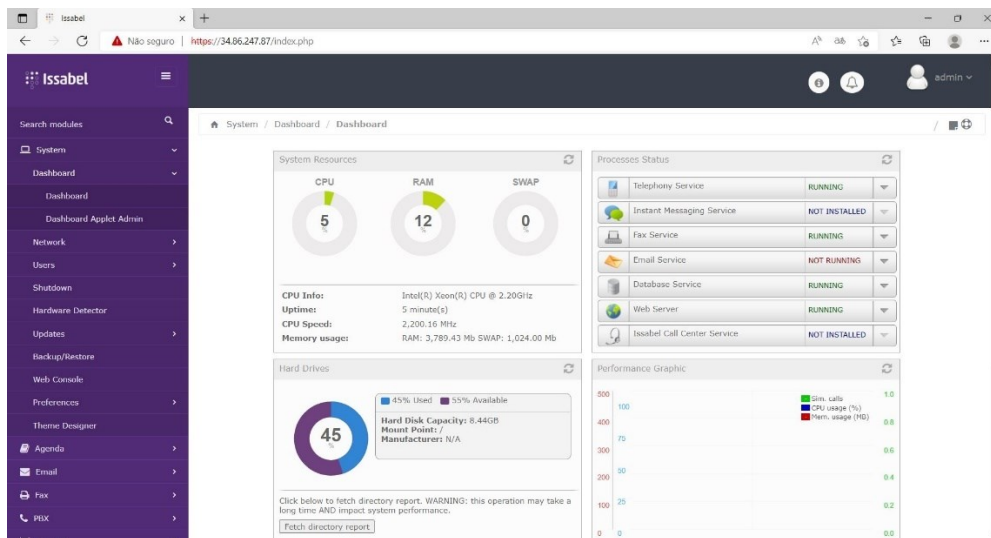 Issabel
Não seguro | https://34.86.247.87/index.php
Issabel
admin
Search modules
System / Dashboard / Dashboard
System
Dashboard
Dashboard
Dashboard Applet Admin
Network
Users
Shutdown
Hardware Detector
Updates
Backup/Restore
Web Console
Preferences
Theme Designer
Agenda
Email
Fax
PBX
System Resources
CPU RAM SWAP
5 12 0
% % %
CPU Info: Intel(R) Xeon(R) CPU @ 2.20GHz
Uptime: 5 minute(s)
CPU Speed: 2,200.16 MHz
Memory usage: RAM: 3,789.43 Mb SWAP: 1,024.00 Mb
Processes Status
Telephony Service RUNNING
Instant Messaging Service NOT INSTALLED
Fax Service RUNNING
Email Service NOT RUNNING
Database Service RUNNING
Web Server RUNNING
Issabel Call Center Service NOT INSTALLED
Hard Drives
45% Used 55% Available
45
%
Hard Disk Capacity: 8.44GB
Mount Point: /
Manufacturer: N/A
Click below to fetch directory report. WARNING: this operation may take a
long time AND impact system performance.
Fetch directory report
Performance Graphic
Sim. calls
CPU usage (%)
Mem. usage (MB)
500 100 1.0
400 0.8
75
300 0.6
50
200 0.4
100 25 0.2
0 0 0.0